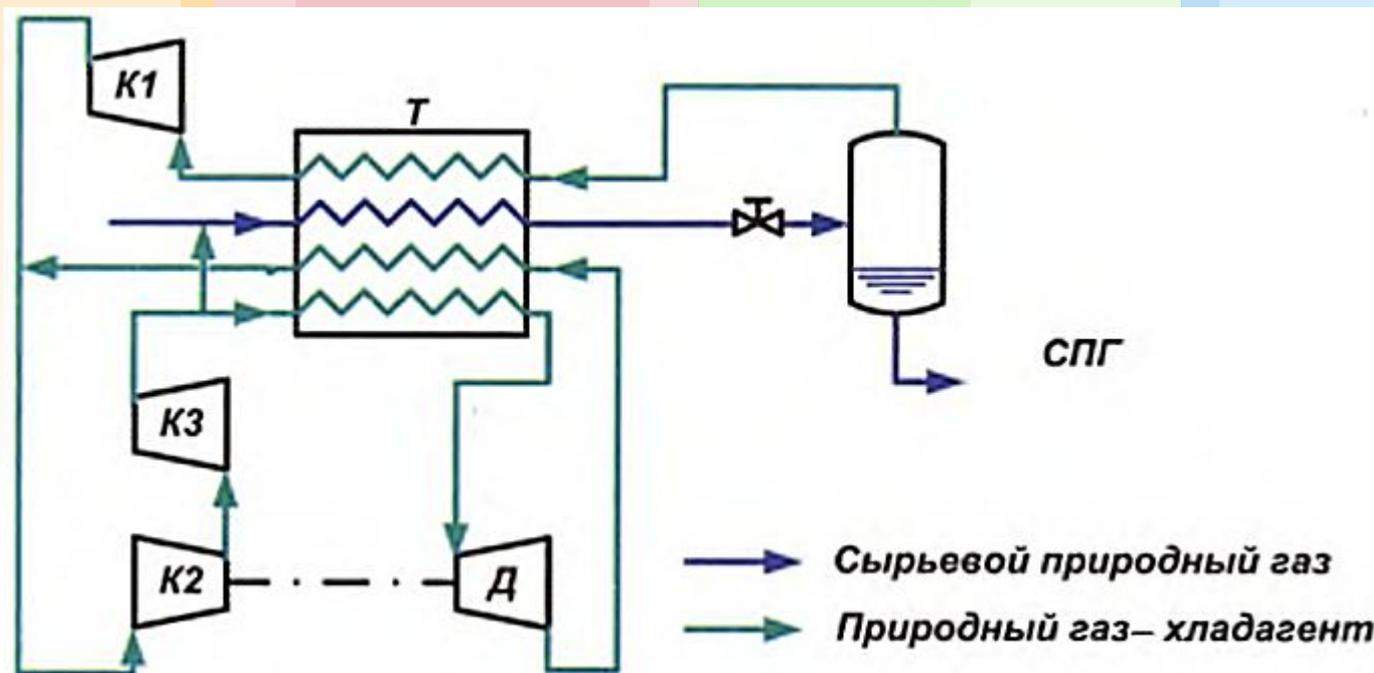 К1
Т
СПГ
К3
К2
Д
Сырьевой природный газ
Природный газ– хладагент